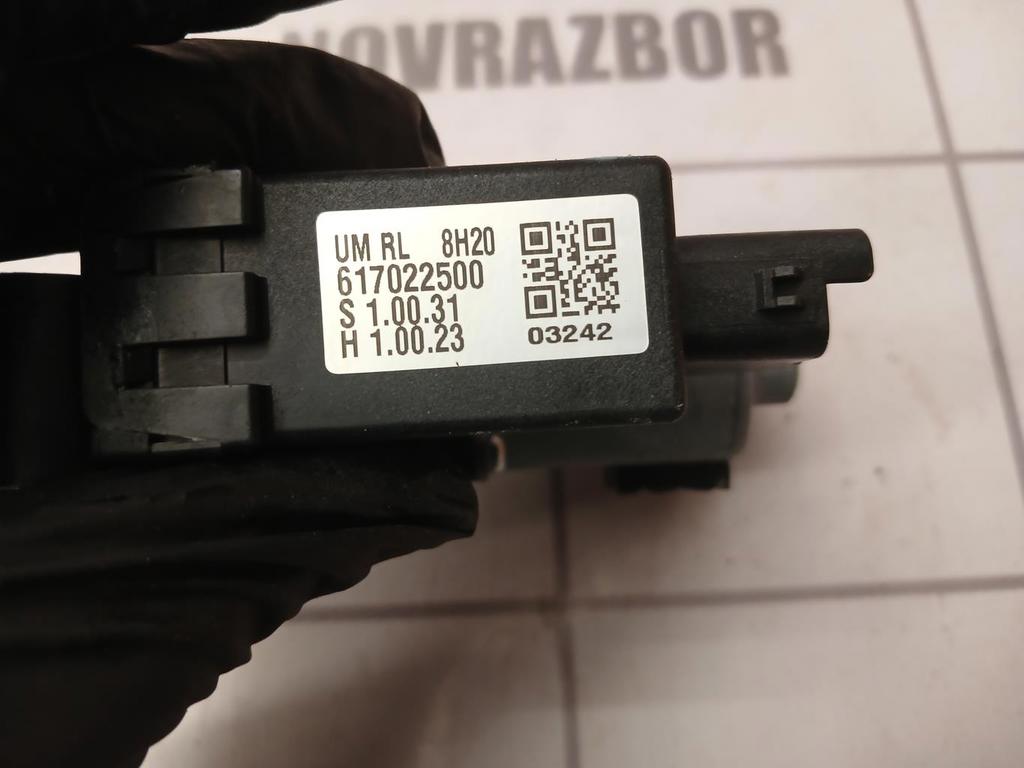 NOVRAZBOR
UM RL 8H20
617022500
S 1.00.31
H 1.00.23
03242